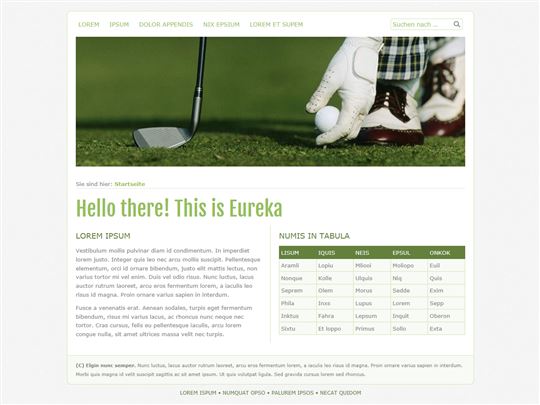 LOREM IPSUM DOLOR APPENDIS NIX EPSIUM LOREM ET SUPEM
Suchen nach ...
Sie sind hier: Startseite
Hello there! This is Eureka
LOREM IPSUM
Vestibulum mollis pulvinar diam id condimentum. In imperdiet
lorem justo. Integer quis leo nec arcu mollis suscipit. Pellentesque
elementum, orci id ornare bibendum, justo elit mattis lectus, non
varius tortor mi vel enim. Duis vel odio risus. Nunc luctus, lacus
auctor rutrum laoreet, arcu eros fermentum lorem, a iaculis leo
risus id magna. Proin ornare varius sapien in interdum.
Fusce a venenatis erat. Aenean sodales, turpis eget fermentum
bibendum, risus mi varius lacus, ac rhoncus nunc neque nec
tortor. Cras cursus, felis eu pellentesque iaculis, arcu lorem
congue nulla, sit amet ultricies massa turpis vel est.
NUMIS IN TABULA
LISUM IQUIS NEIS EPSUL ONKOK
Aramli Loplu Mlioxi Moliopo Euil
Nonque Kolle Ulquis Niq Quis
Seprem Olem Morus Sedde Exim
Phila Inxs Lupus Lorem Sepp
Inktus Fahra Lepsum Inquit Oberon
Sixtu Et loppo Primus Solio Exta
(C) Eligin nunc semper. Nunc luctus, lacus auctor rutrum laoreet, arcu eros fermentum lorem, a iaculis leo risus id magna. Proin ornare varius sapien in interdum.
Morbi quis magna id velit suscipit sagittis ac sit amet ipsum. Ut quis volutpat ligula. Sed gravida cursus lorem sed rhoncus.
LOREM ISPUM • NUMQUAT OPSO • PALUREM IPSOS • NECAT QUIDOM